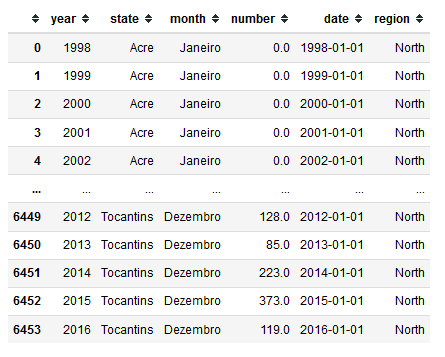 year state month number date region
0 1998 Acre Janeiro 0.0 1998-01-01 North
1 1999 Acre Janeiro 0.0 1999-01-01 North
2 2000 Acre Janeiro 0.0 2000-01-01 North
3 2001 Acre Janeiro 0.0 2001-01-01 North
4 2002 Acre Janeiro 0.0 2002-01-01 North
... ... ... ... ... ... ...
6449 2012 Tocantins Dezembro 128.0 2012-01-01 North
6450 2013 Tocantins Dezembro 85.0 2013-01-01 North
6451 2014 Tocantins Dezembro 223.0 2014-01-01 North
6452 2015 Tocantins Dezembro 373.0 2015-01-01 North
6453 2016 Tocantins Dezembro 119.0 2016-01-01 North